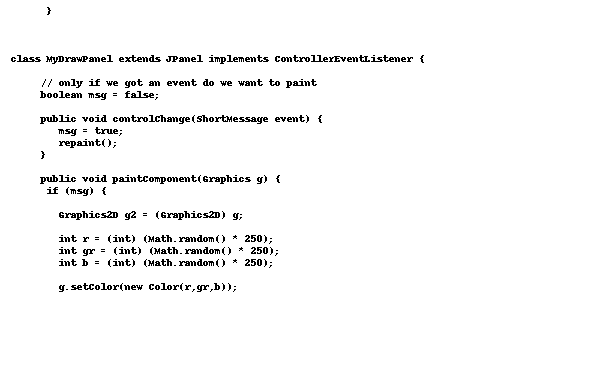 }
class MyDrawPanel extends JPanel implements ControllerEventListener {
// only if we got an event do we want to paint
boolean msg = false;
public void controlChange(ShortMessage event) {
msg = true;
repaint();
}
public void paintComponent(Graphics g) {
if (msg) {
Graphics2D g2 = (Graphics2D) g;
int r = (int) (Math.random() * 250);
int gr = (int) (Math.random() * 250);
int b = (int) (Math.random() * 250);
g.setColor(new Color(r,gr,b));